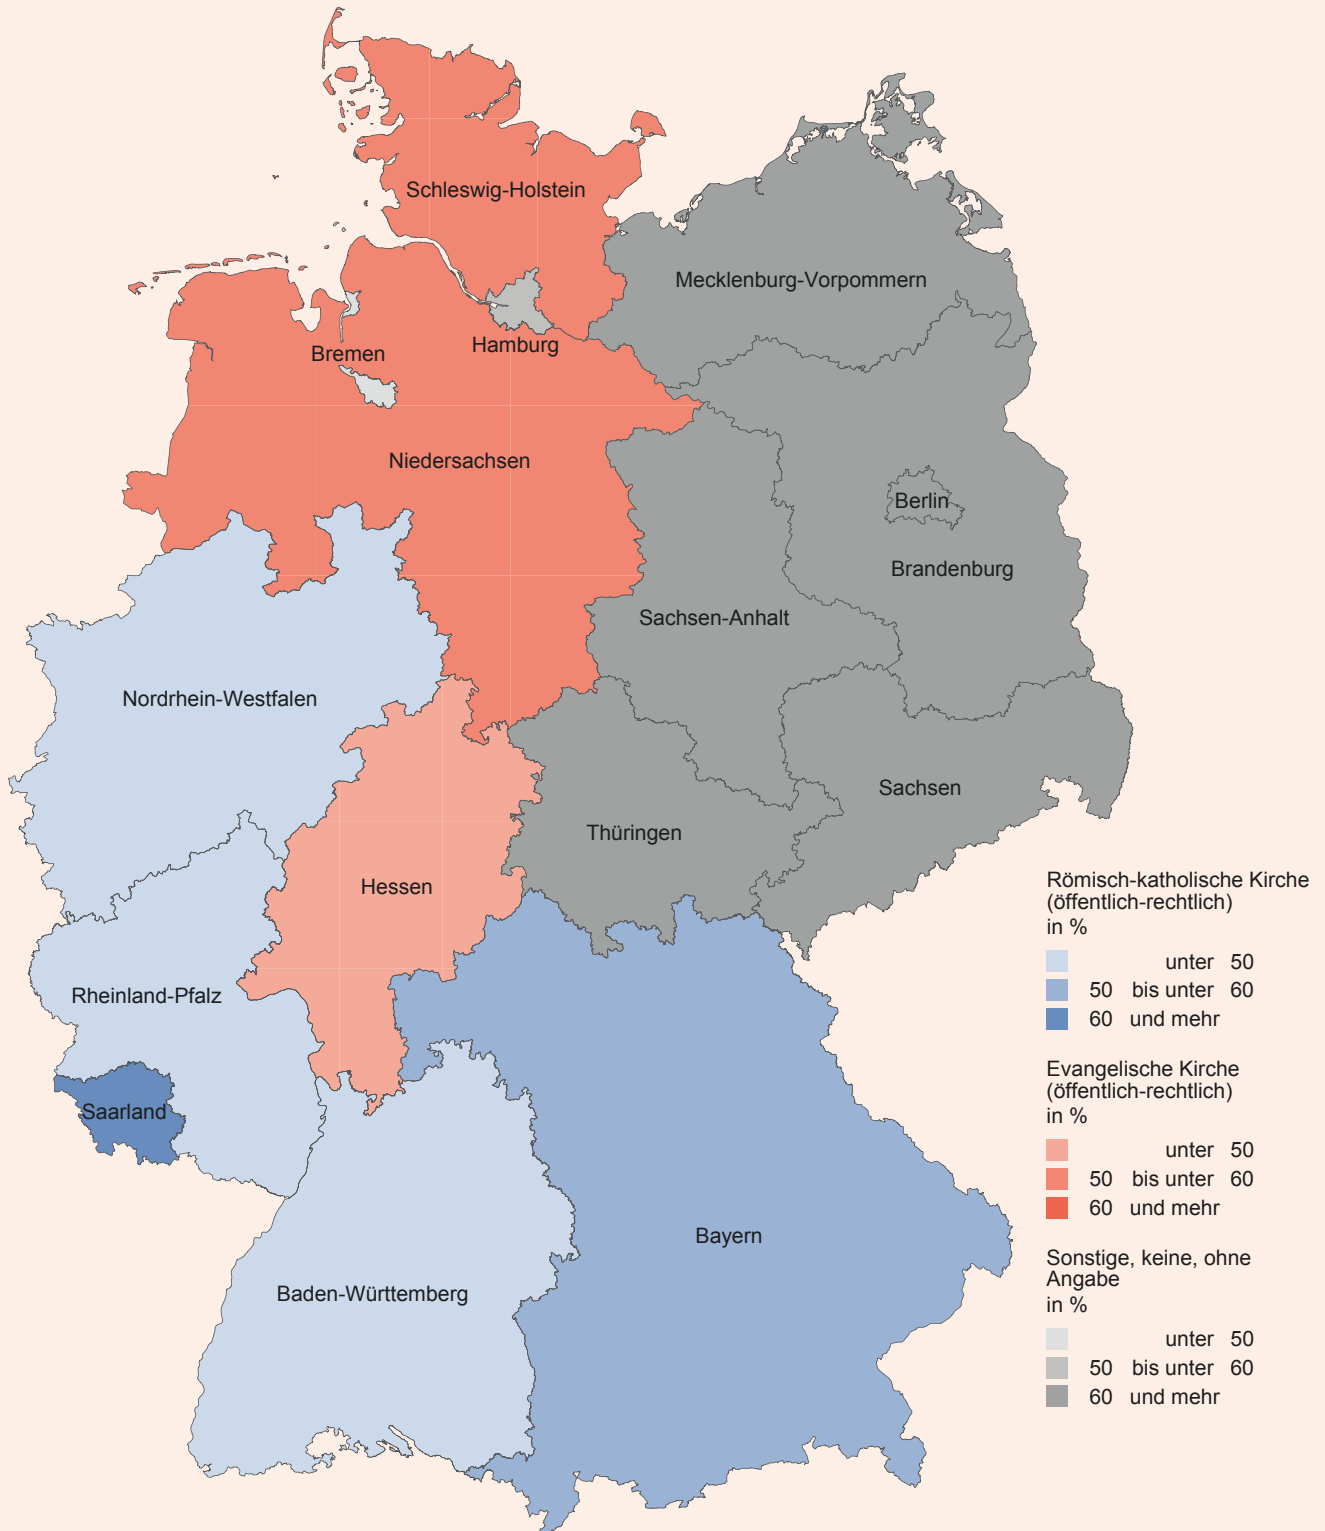 Schleswig-Holstein
Mecklenburg-Vorpommern
Bremen
Hamburg
Niedersachsen
Berlin
Brandenburg
Sachsen-Anhalt
Nordrhein-Westfalen
Sachsen
Thüringen
Hessen
Rheinland-Pfalz
Saarland
Bayern
Baden-Württemberg
Römisch-katholische Kirche
(öffentlich-rechtlich)
in %
unter 50
50 bis unter 60
60 und mehr
Evangelische Kirche
(öffentlich-rechtlich)
in %
unter 50
50 bis unter 60
60 und mehr
Sonstige, keine, ohne
Angabe
in %
unter 50
50 bis unter 60
60 und mehr